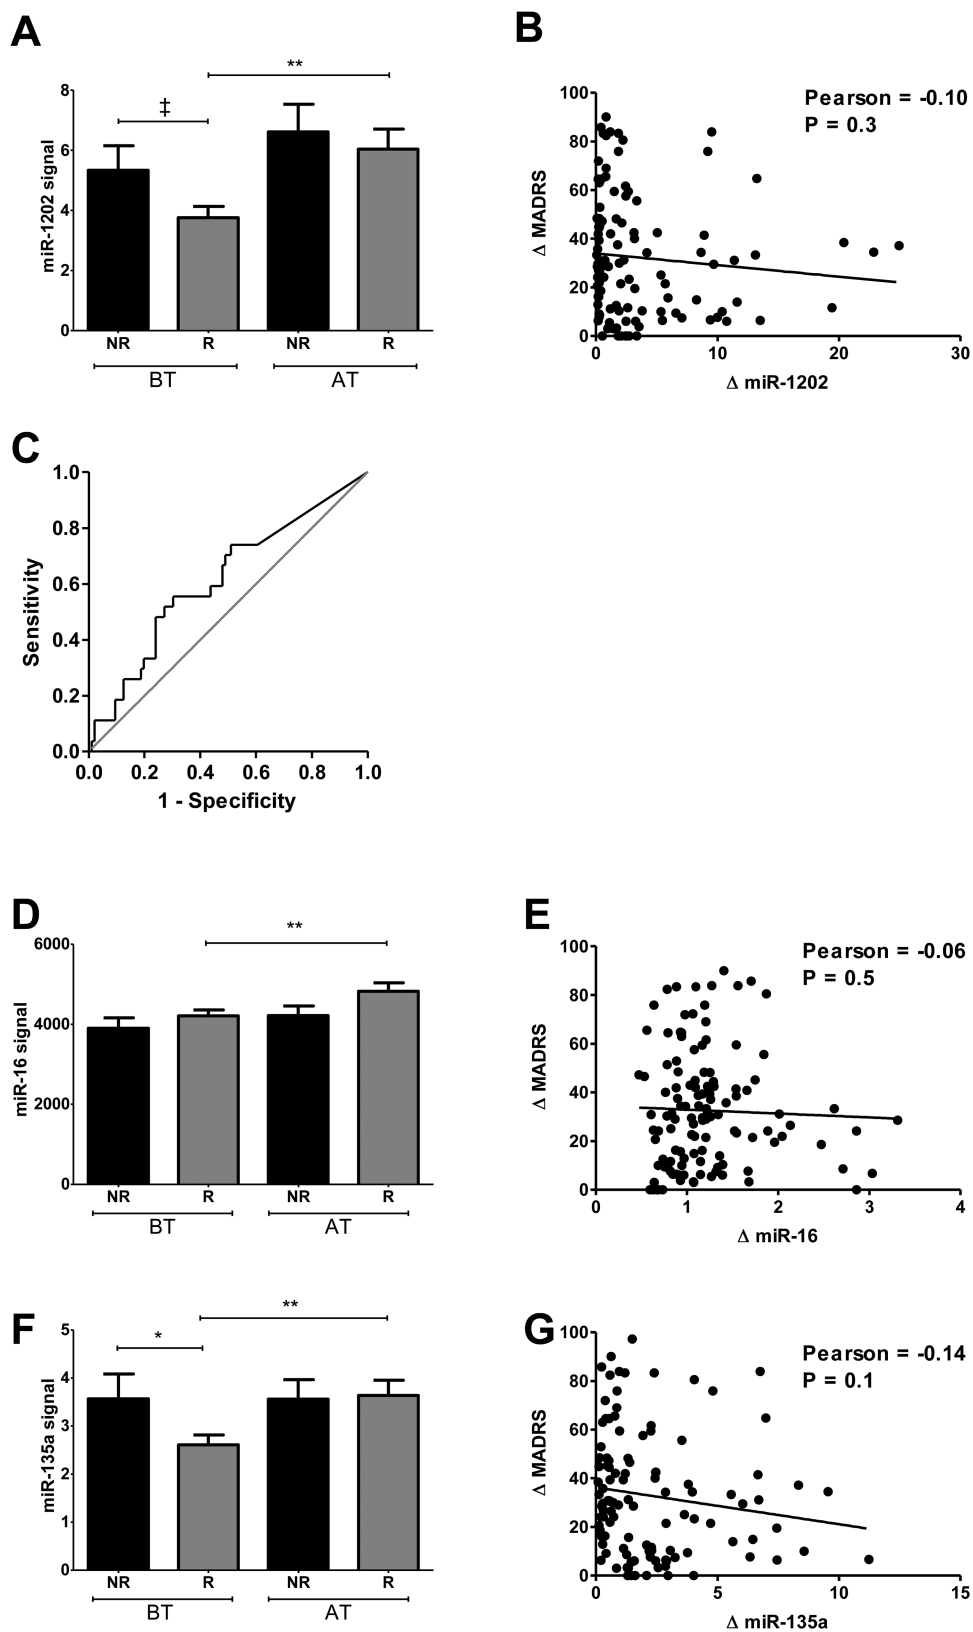 A
**
‡
8
6
4
2
0
miR-1202 signal
NR R NR R
BT AT
B
Pearson = -0.10
P = 0.3
100
80
60
40
20
0
Δ MADRS
0 10 20 30
Δ miR-1202
C
1.0
0.8
0.6
0.4
0.2
0.0
Sensitivity
0.0 0.2 0.4 0.6 0.8 1.0
1 - Specificity
D
**
6000
4000
2000
0
miR-16 signal
NR R NR R
BT AT
E
Pearson = -0.06
P = 0.5
100
80
60
40
20
0
Δ MADRS
0 1 2 3 4
Δ miR-16
F
**
*
5
4
3
2
1
0
miR-135a signal
NR R NR R
BT AT
G
Pearson = -0.14
P = 0.1
100
80
60
40
20
0
Δ MADRS
0 5 10 15
Δ miR-135a